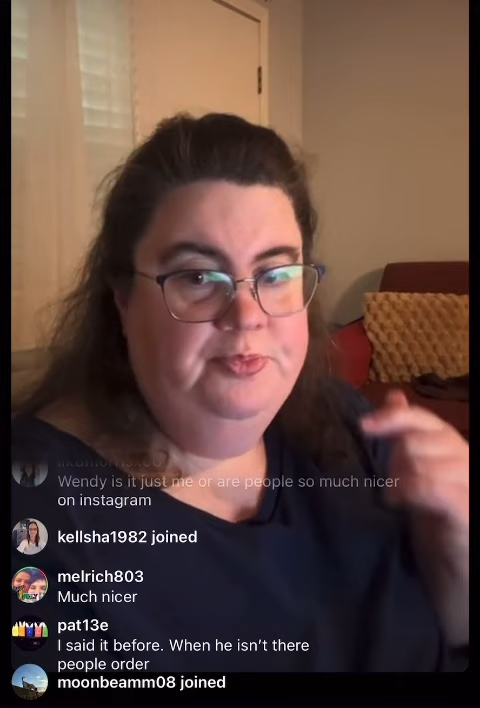 Wendy is it just me or are people so much nicer
on instagram
kellsha1982 joined
melrich803
Much nicer
pat13e
I said it before. When he isn't there
people order
moonbeamm08 joined